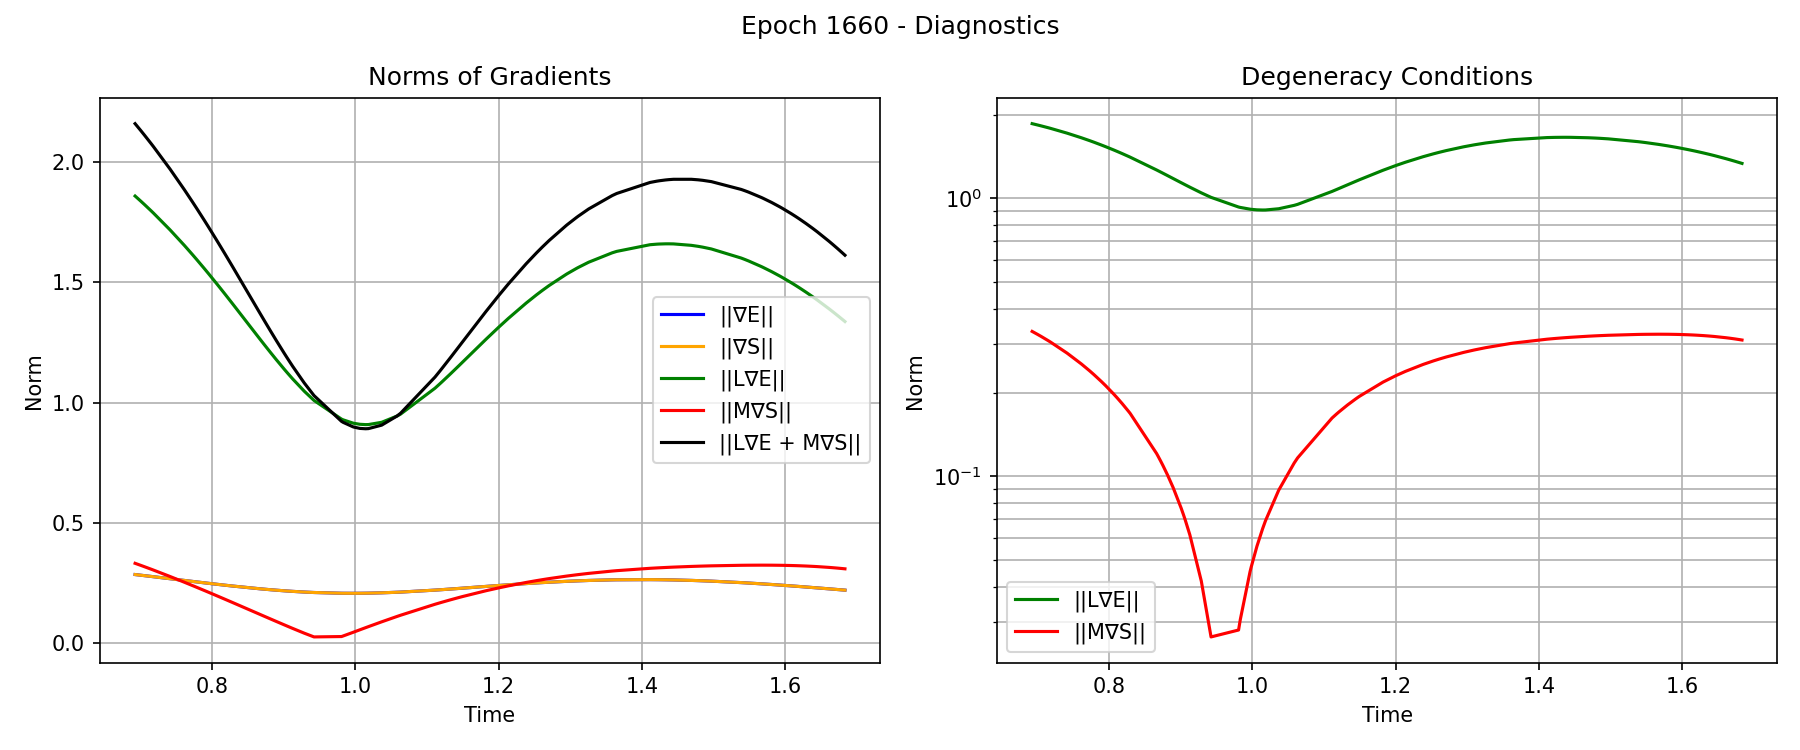 Epoch 1660 - Diagnostics
Norms of Gradients
Norm
2.0
1.5
1.0
0.5
0.0
||∇E||
||∇S||
||L∇E||
||M∇S||
||L∇E + M∇S||
0.8
1.0
1.2
1.4
1.6
Time
Degeneracy Conditions
Norm
10⁰
10⁻¹
||L∇E||
||M∇S||
0.8
1.0
1.2
1.4
1.6
Time